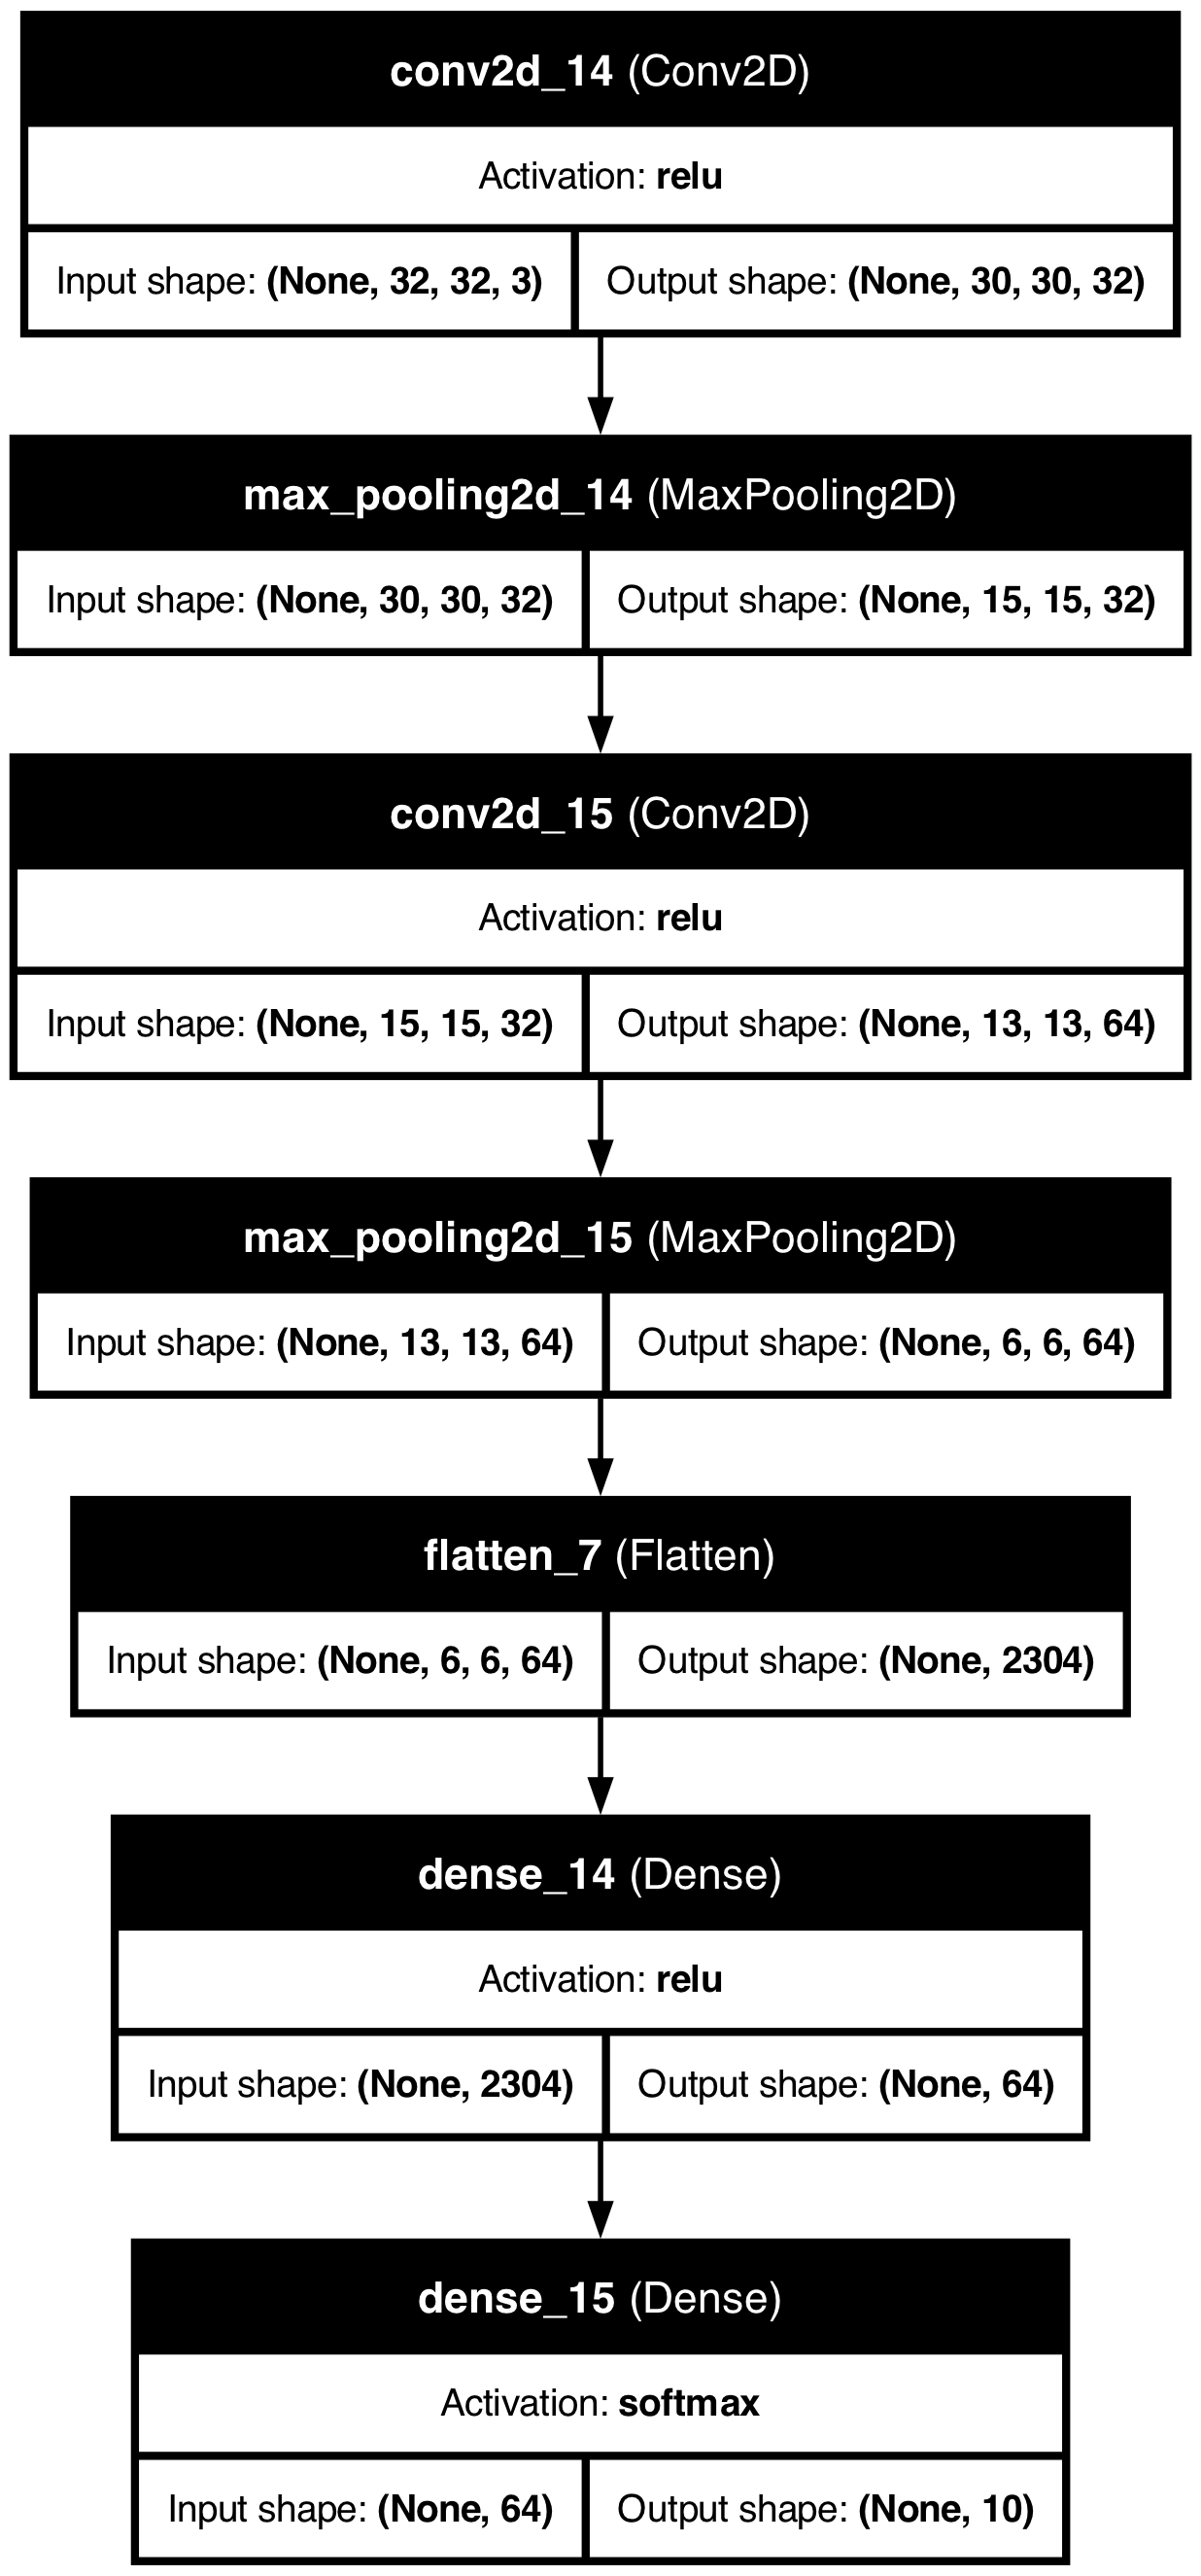 conv2d_14 (Conv2D)
Activation: relu
Input shape: (None, 32, 32, 3) Output shape: (None, 30, 30, 32)
max_pooling2d_14 (MaxPooling2D)
Input shape: (None, 30, 30, 32) Output shape: (None, 15, 15, 32)
conv2d_15 (Conv2D)
Activation: relu
Input shape: (None, 15, 15, 32) Output shape: (None, 13, 13, 64)
max_pooling2d_15 (MaxPooling2D)
Input shape: (None, 13, 13, 64) Output shape: (None, 6, 6, 64)
flatten_7 (Flatten)
Input shape: (None, 6, 6, 64) Output shape: (None, 2304)
dense_14 (Dense)
Activation: relu
Input shape: (None, 2304) Output shape: (None, 64)
dense_15 (Dense)
Activation: softmax
Input shape: (None, 64) Output shape: (None, 10)